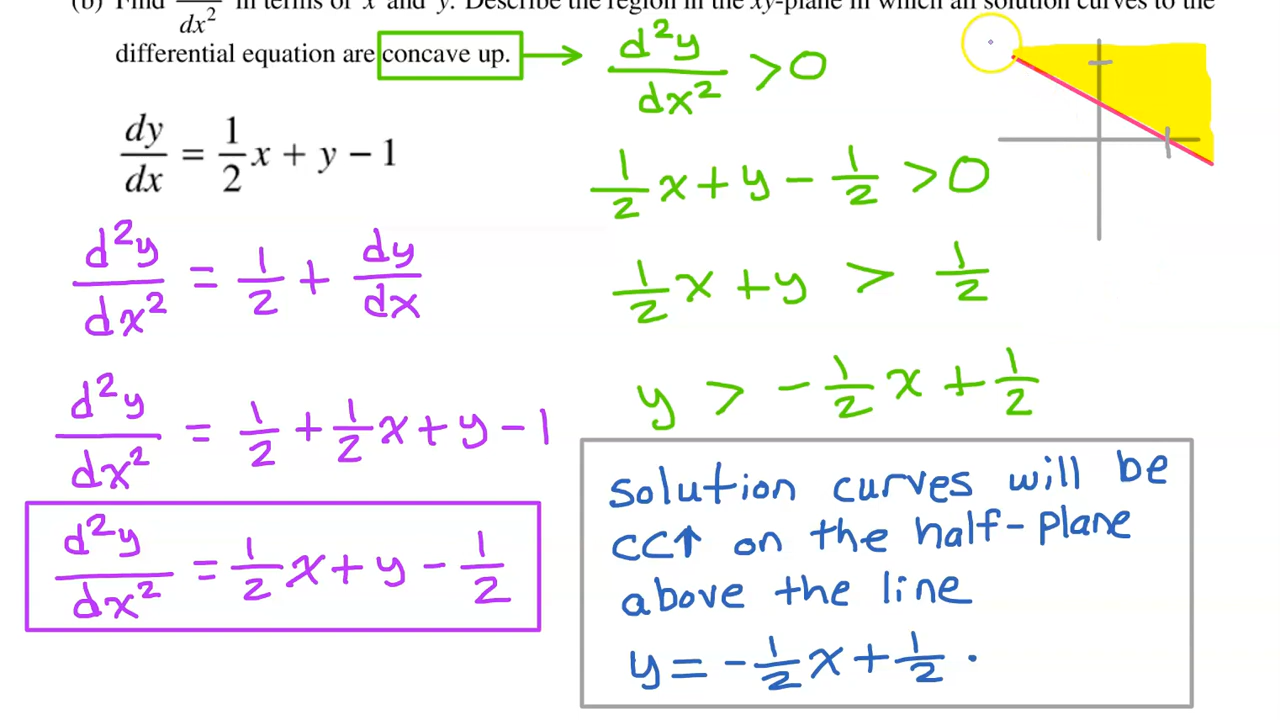 (b) Find dx² in terms of x and y. Describe the region in the xy-plane in which all solution curves to the
differential equation are concave up. → d²y/dx² > 0
dy/dx = 1/2 x + y − 1
1/2 x + y − 1/2 > 0
d²y/dx² = 1/2 + dy/dx
1/2 x + y > 1/2
d²y/dx² = 1/2 + 1/2 x + y − 1
y > − 1/2 x + 1/2
d²y/dx² = 1/2 x + y − 1/2
solution curves will be
CC↑ on the half-plane
above the line
y = − 1/2 x + 1/2 .